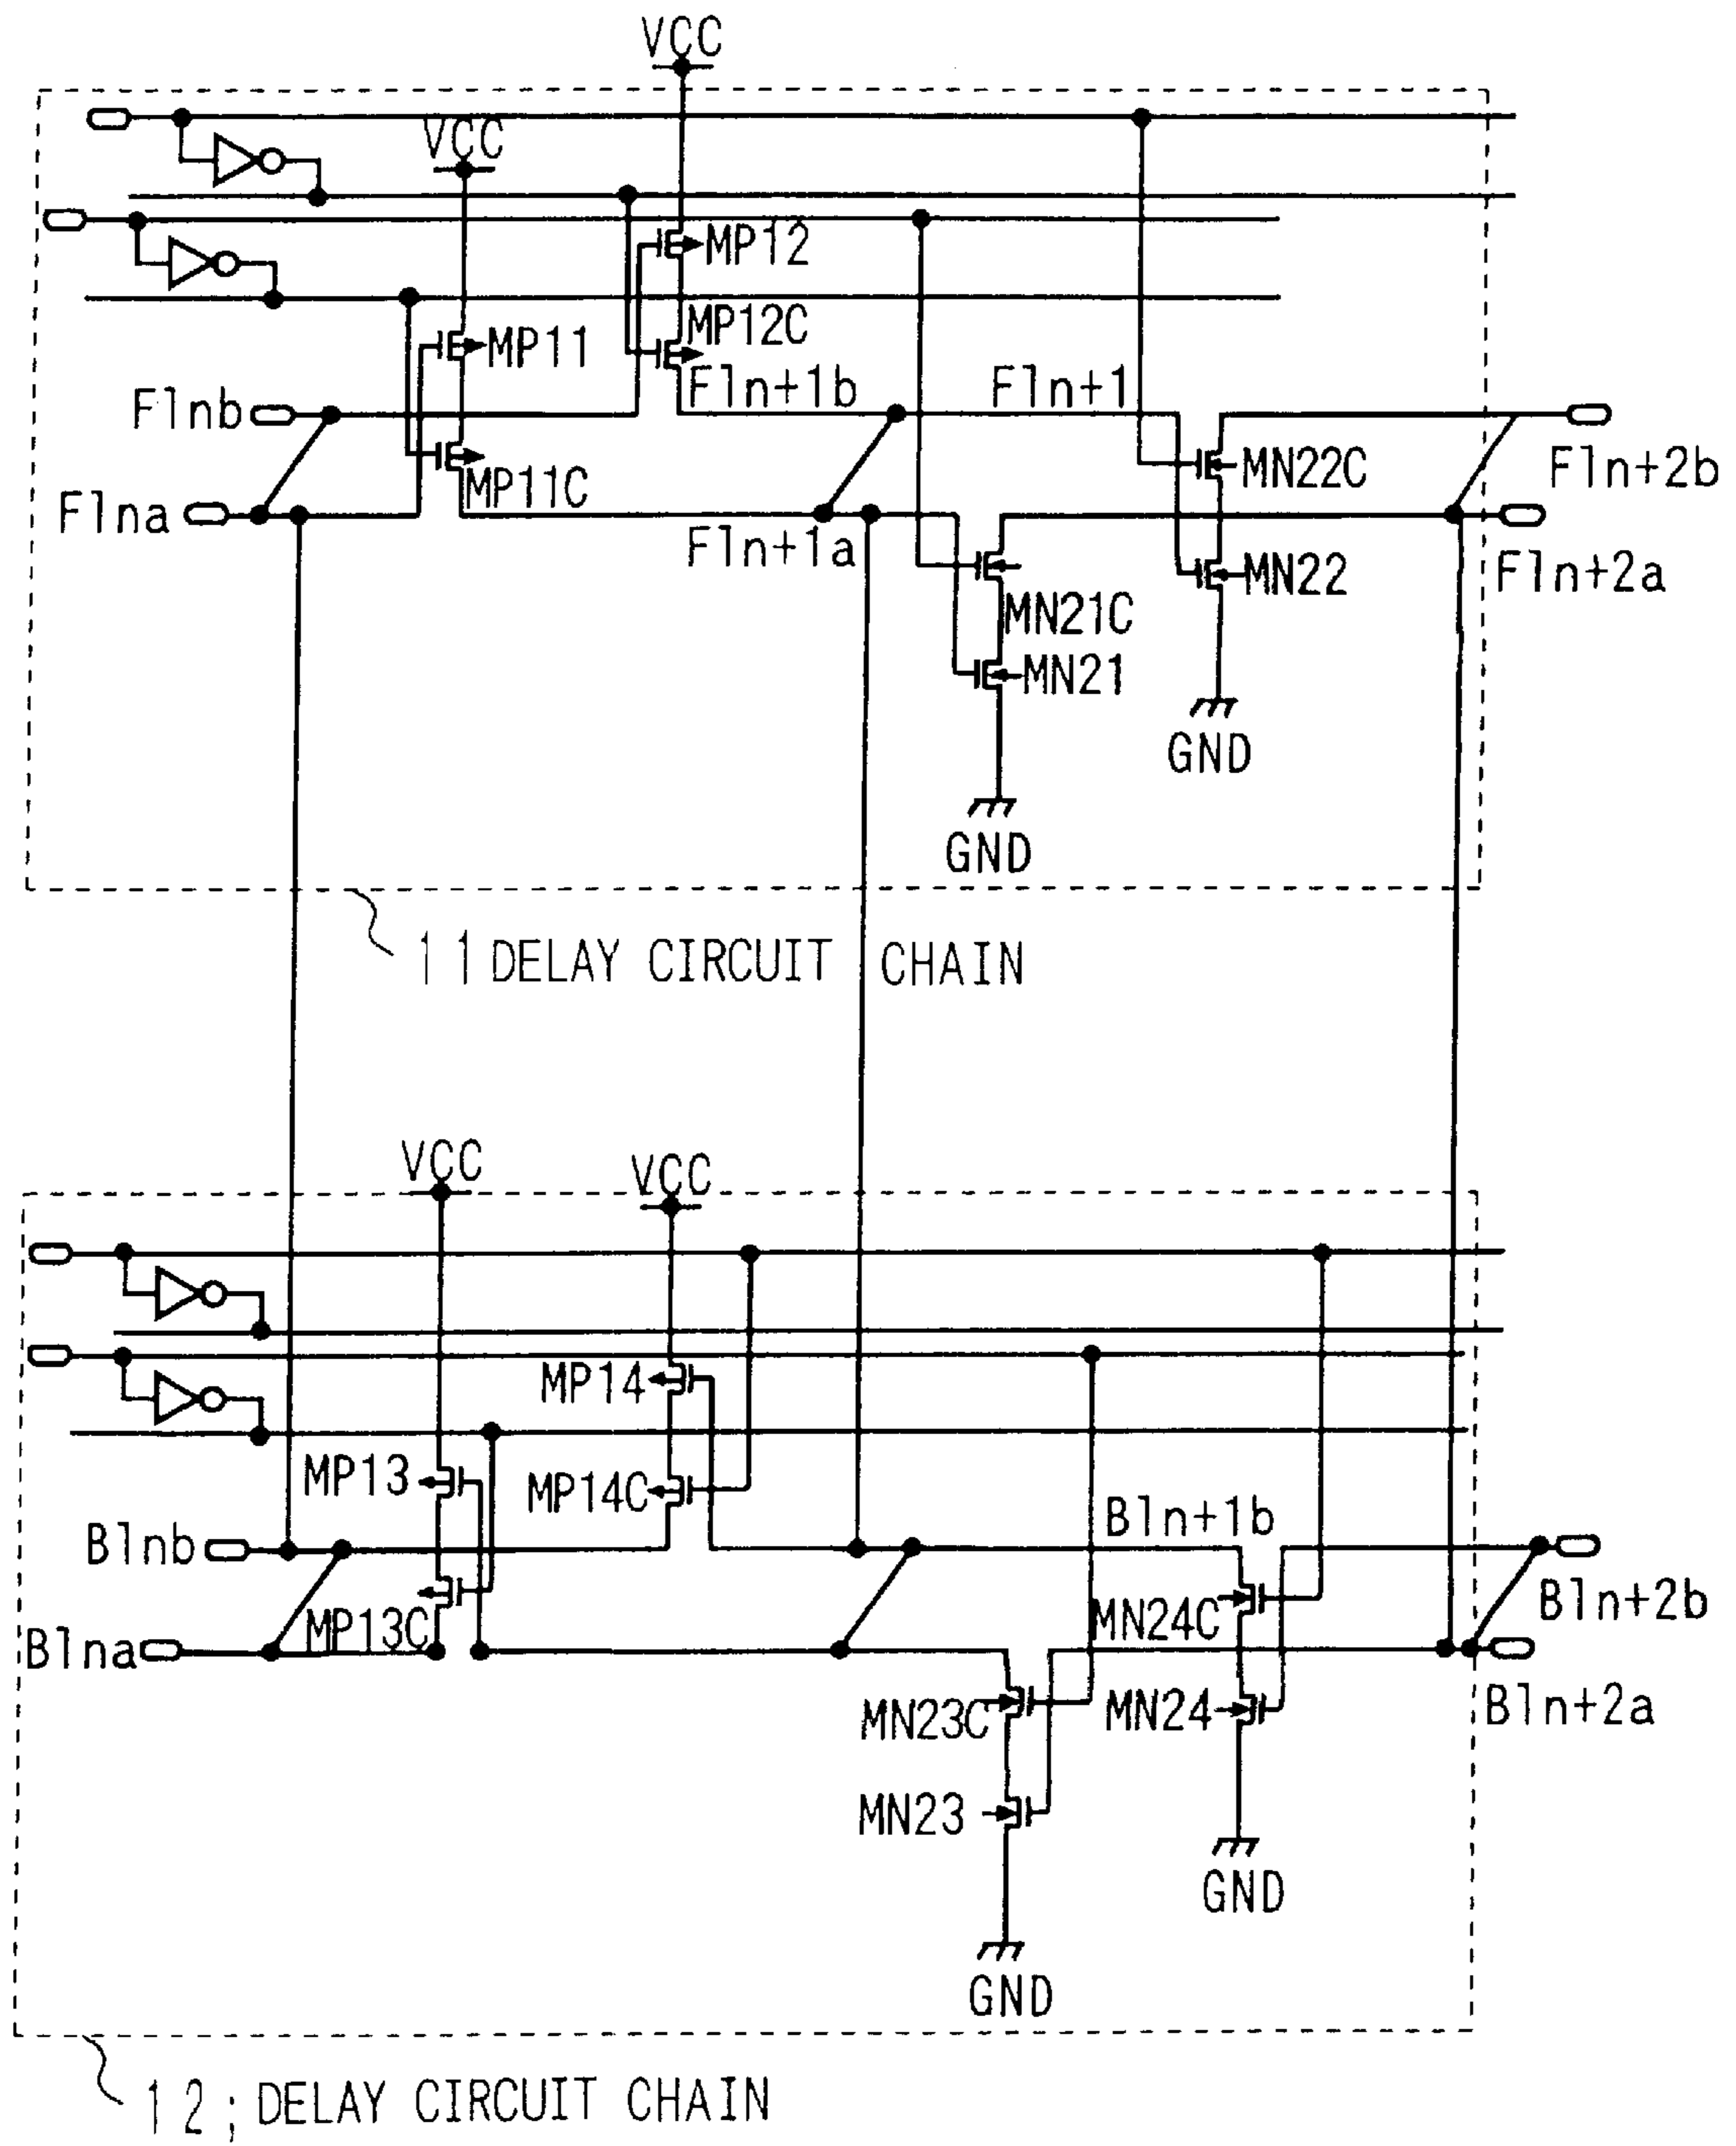 VCC
VCC
MP12
MP12C
MP11
Fln+1b
Fln+1
Flnb
MN22C
Fln+2b
MP11C
Flna
Fln+1a
MN22
Fln+2a
MN21C
MN21
GND
GND
11 DELAY CIRCUIT CHAIN
VCC
VCC
MP14
MP13
MP14C
Bln+1b
Blnb
MP13C
MN24C
Bln+2b
Blna
MN23C
MN24
Bln+2a
MN23
GND
GND
12; DELAY CIRCUIT CHAIN